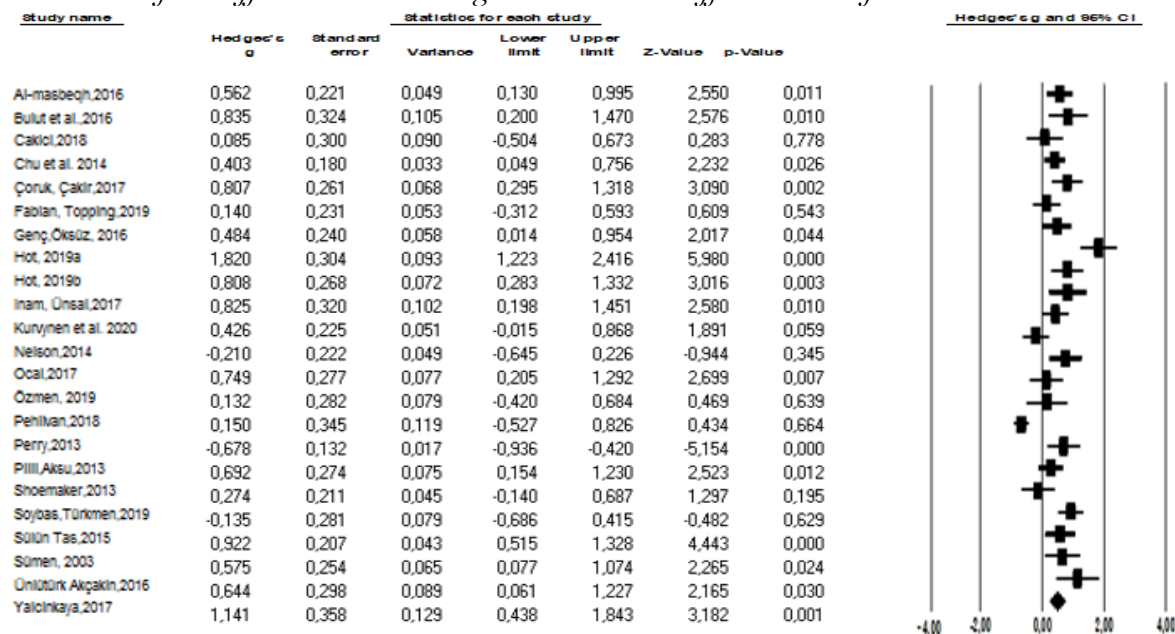 Study name Statistics for each study Hedges's g and 95% CI
Hedges's Standard Lower Upper
g error Variance limit limit Z-Value p-Value
Al-masbeqh,2016 0,562 0,221 0,049 0,130 0,995 2,550 0,011
Bulut et al.,2016 0,835 0,324 0,105 0,200 1,470 2,576 0,010
Cakici,2018 0,085 0,300 0,090 -0,504 0,673 0,283 0,778
Chu et al. 2014 0,403 0,180 0,033 0,049 0,756 2,232 0,026
Çoruk, Çakir,2017 0,807 0,261 0,068 0,295 1,318 3,090 0,002
Fabian, Topping,2019 0,140 0,231 0,053 -0,312 0,593 0,609 0,543
Genç,Öksüz, 2016 0,484 0,240 0,058 0,014 0,954 2,017 0,044
Hot, 2019a 1,820 0,304 0,093 1,223 2,416 5,980 0,000
Hot, 2019b 0,808 0,268 0,072 0,283 1,332 3,016 0,003
Inam, Ünsal,2017 0,825 0,320 0,102 0,198 1,451 2,580 0,010
Kurvynen et al. 2020 0,426 0,225 0,051 -0,015 0,868 1,891 0,059
Nelson,2014 -0,210 0,222 0,049 -0,645 0,226 -0,944 0,345
Ocal,2017 0,749 0,277 0,077 0,205 1,292 2,699 0,007
Özmen, 2019 0,132 0,282 0,079 -0,420 0,684 0,469 0,639
Pehlivan,2018 0,150 0,345 0,119 -0,527 0,826 0,434 0,664
Perry,2013 -0,678 0,132 0,017 -0,936 -0,420 -5,154 0,000
Pilli,Aksu,2013 0,692 0,274 0,075 0,154 1,230 2,523 0,012
Shoemaker,2013 0,274 0,211 0,045 -0,140 0,687 1,297 0,195
Soybas,Türkmen,2019 -0,135 0,281 0,079 -0,686 0,415 -0,482 0,629
Sülün Tas,2015 0,922 0,207 0,043 0,515 1,328 4,443 0,000
Sümen, 2003 0,575 0,254 0,065 0,077 1,074 2,265 0,024
Ünlütürk Akçakin,2016 0,644 0,298 0,089 0,061 1,227 2,165 0,030
Yalcinkaya,2017 1,141 0,358 0,129 0,438 1,843 3,182 0,001
-4,00 -2,00 0,00 2,00 4,00